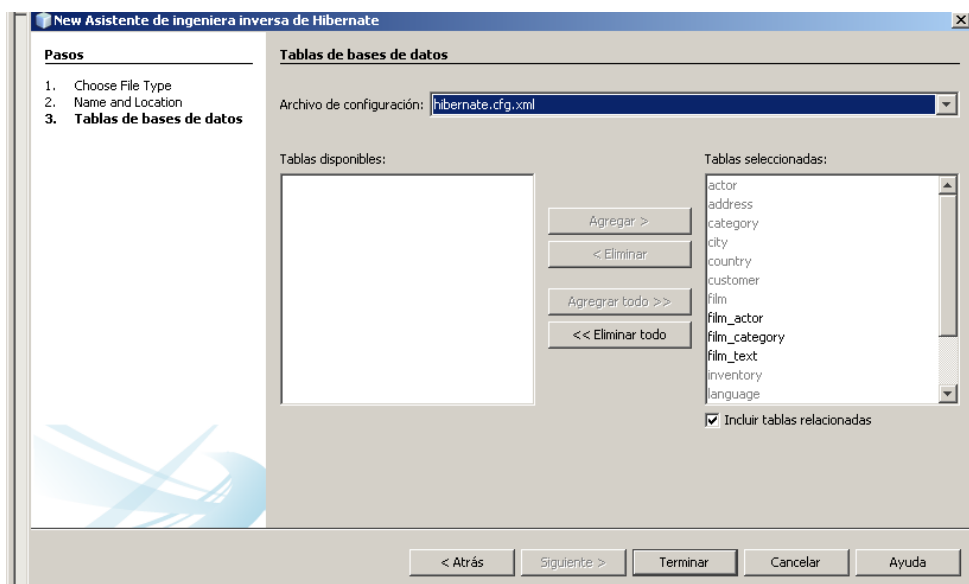 New Asistente de ingeniera inversa de Hibernate
Pasos
1. Choose File Type
2. Name and Location
3. Tablas de bases de datos
Tablas de bases de datos
Archivo de configuración: hibernate.cfg.xml
Tablas disponibles:
Agregar >
< Eliminar
Agregrar todo >>
<< Eliminar todo
Tablas seleccionadas:
actor
address
category
city
country
customer
film
film_actor
film_category
film_text
inventory
language
Incluir tablas relacionadas
< Atrás
Siguiente >
Terminar
Cancelar
Ayuda